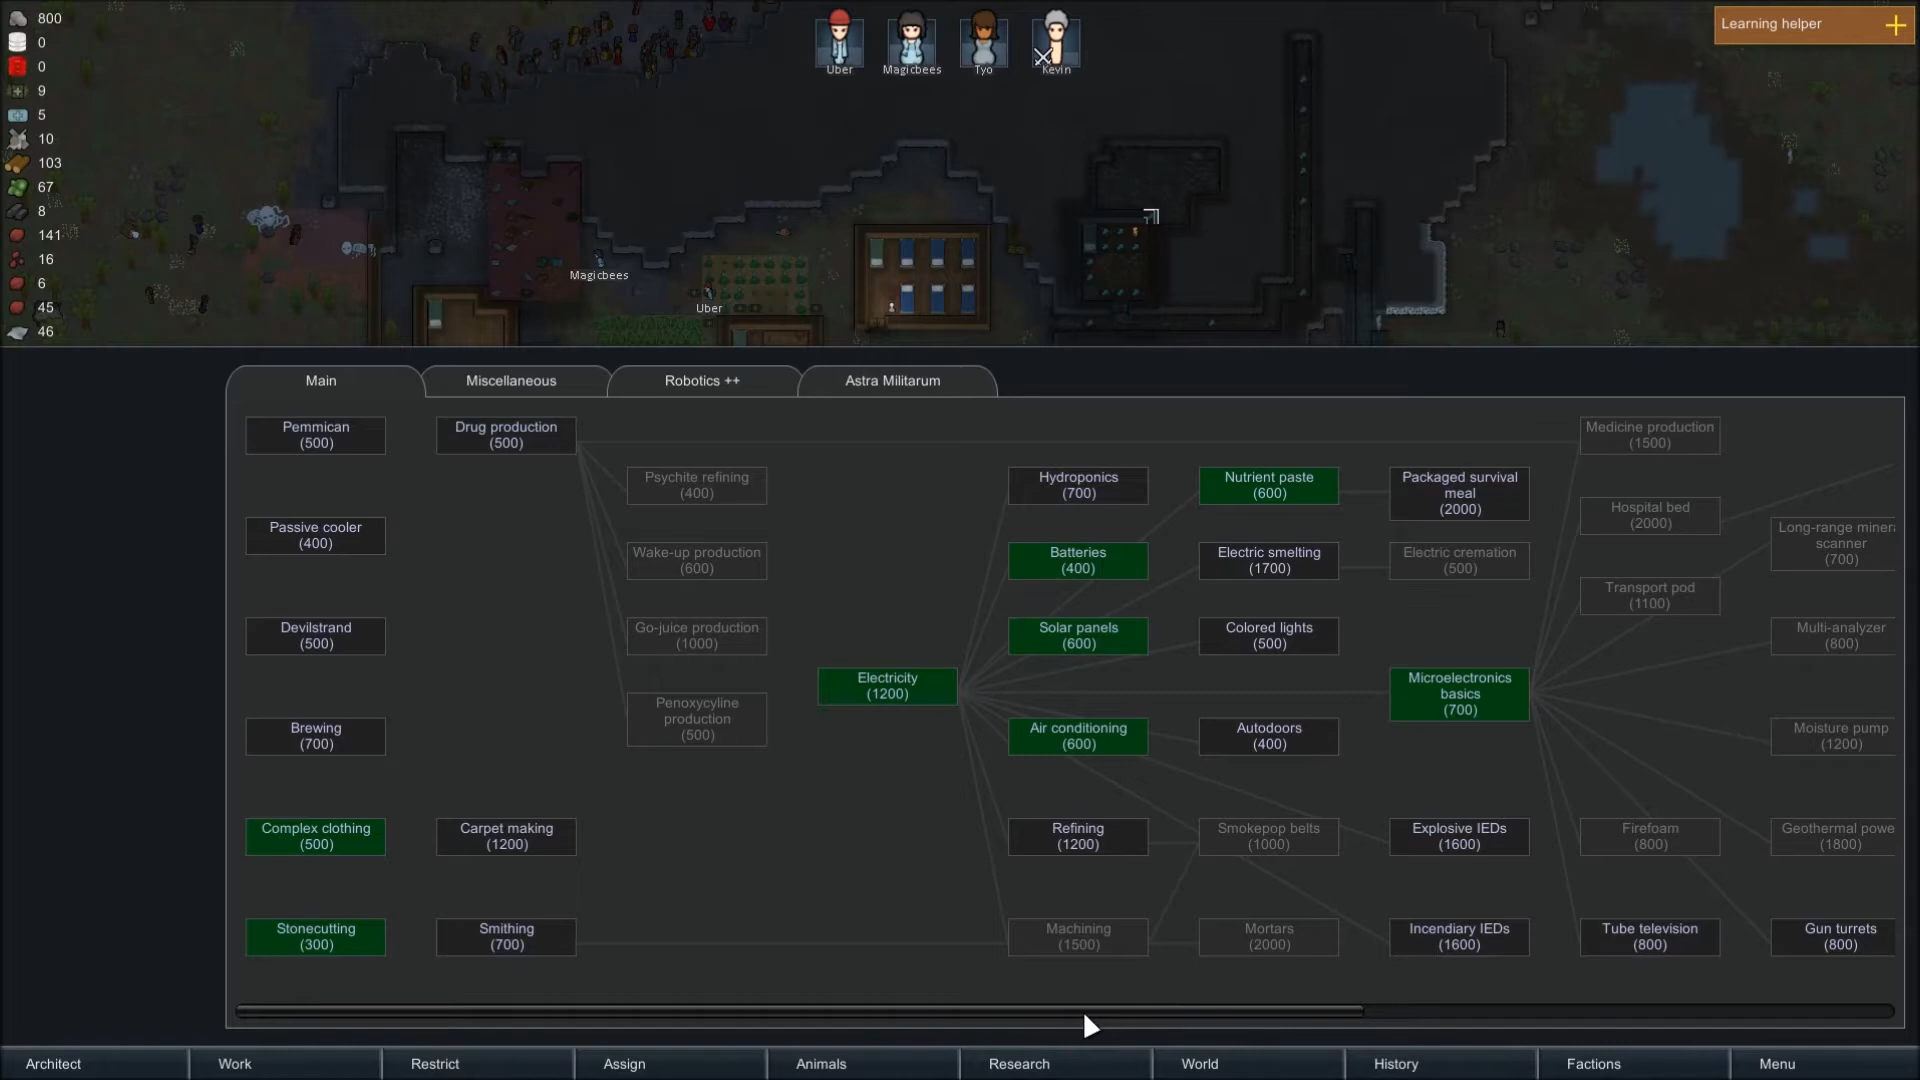 800
0
0
9
5
10
103
67
8
141
16
6
45
46
Uber
Magicbees
Tyo
Kevin
Learning helper
Magicbees
Uber
Main
Miscellaneous
Robotics ++
Astra Militarum
Pemmican
(500)
Drug production
(500)
Medicine production
(1500)
Psychite refining
(400)
Hydroponics
(700)
Nutrient paste
(600)
Packaged survival
meal
(2000)
Hospital bed
(2000)
Passive cooler
(400)
Long-range minera
scanner
(700)
Wake-up production
(600)
Batteries
(400)
Electric smelting
(1700)
Electric cremation
(500)
Transport pod
(1100)
Devilstrand
(500)
Go-juice production
(1000)
Solar panels
(600)
Colored lights
(500)
Multi-analyzer
(800)
Electricity
(1200)
Microelectronics
basics
(700)
Penoxycyline
production
(500)
Brewing
(700)
Air conditioning
(600)
Autodoors
(400)
Moisture pump
(1200)
Complex clothing
(500)
Carpet making
(1200)
Refining
(1200)
Smokepop belts
(1000)
Explosive IEDs
(1600)
Firefoam
(800)
Geothermal powe
(1800)
Stonecutting
(300)
Smithing
(700)
Machining
(1500)
Mortars
(2000)
Incendiary IEDs
(1600)
Tube television
(800)
Gun turrets
(800)
Architect
Work
Restrict
Assign
Animals
Research
World
History
Factions
Menu